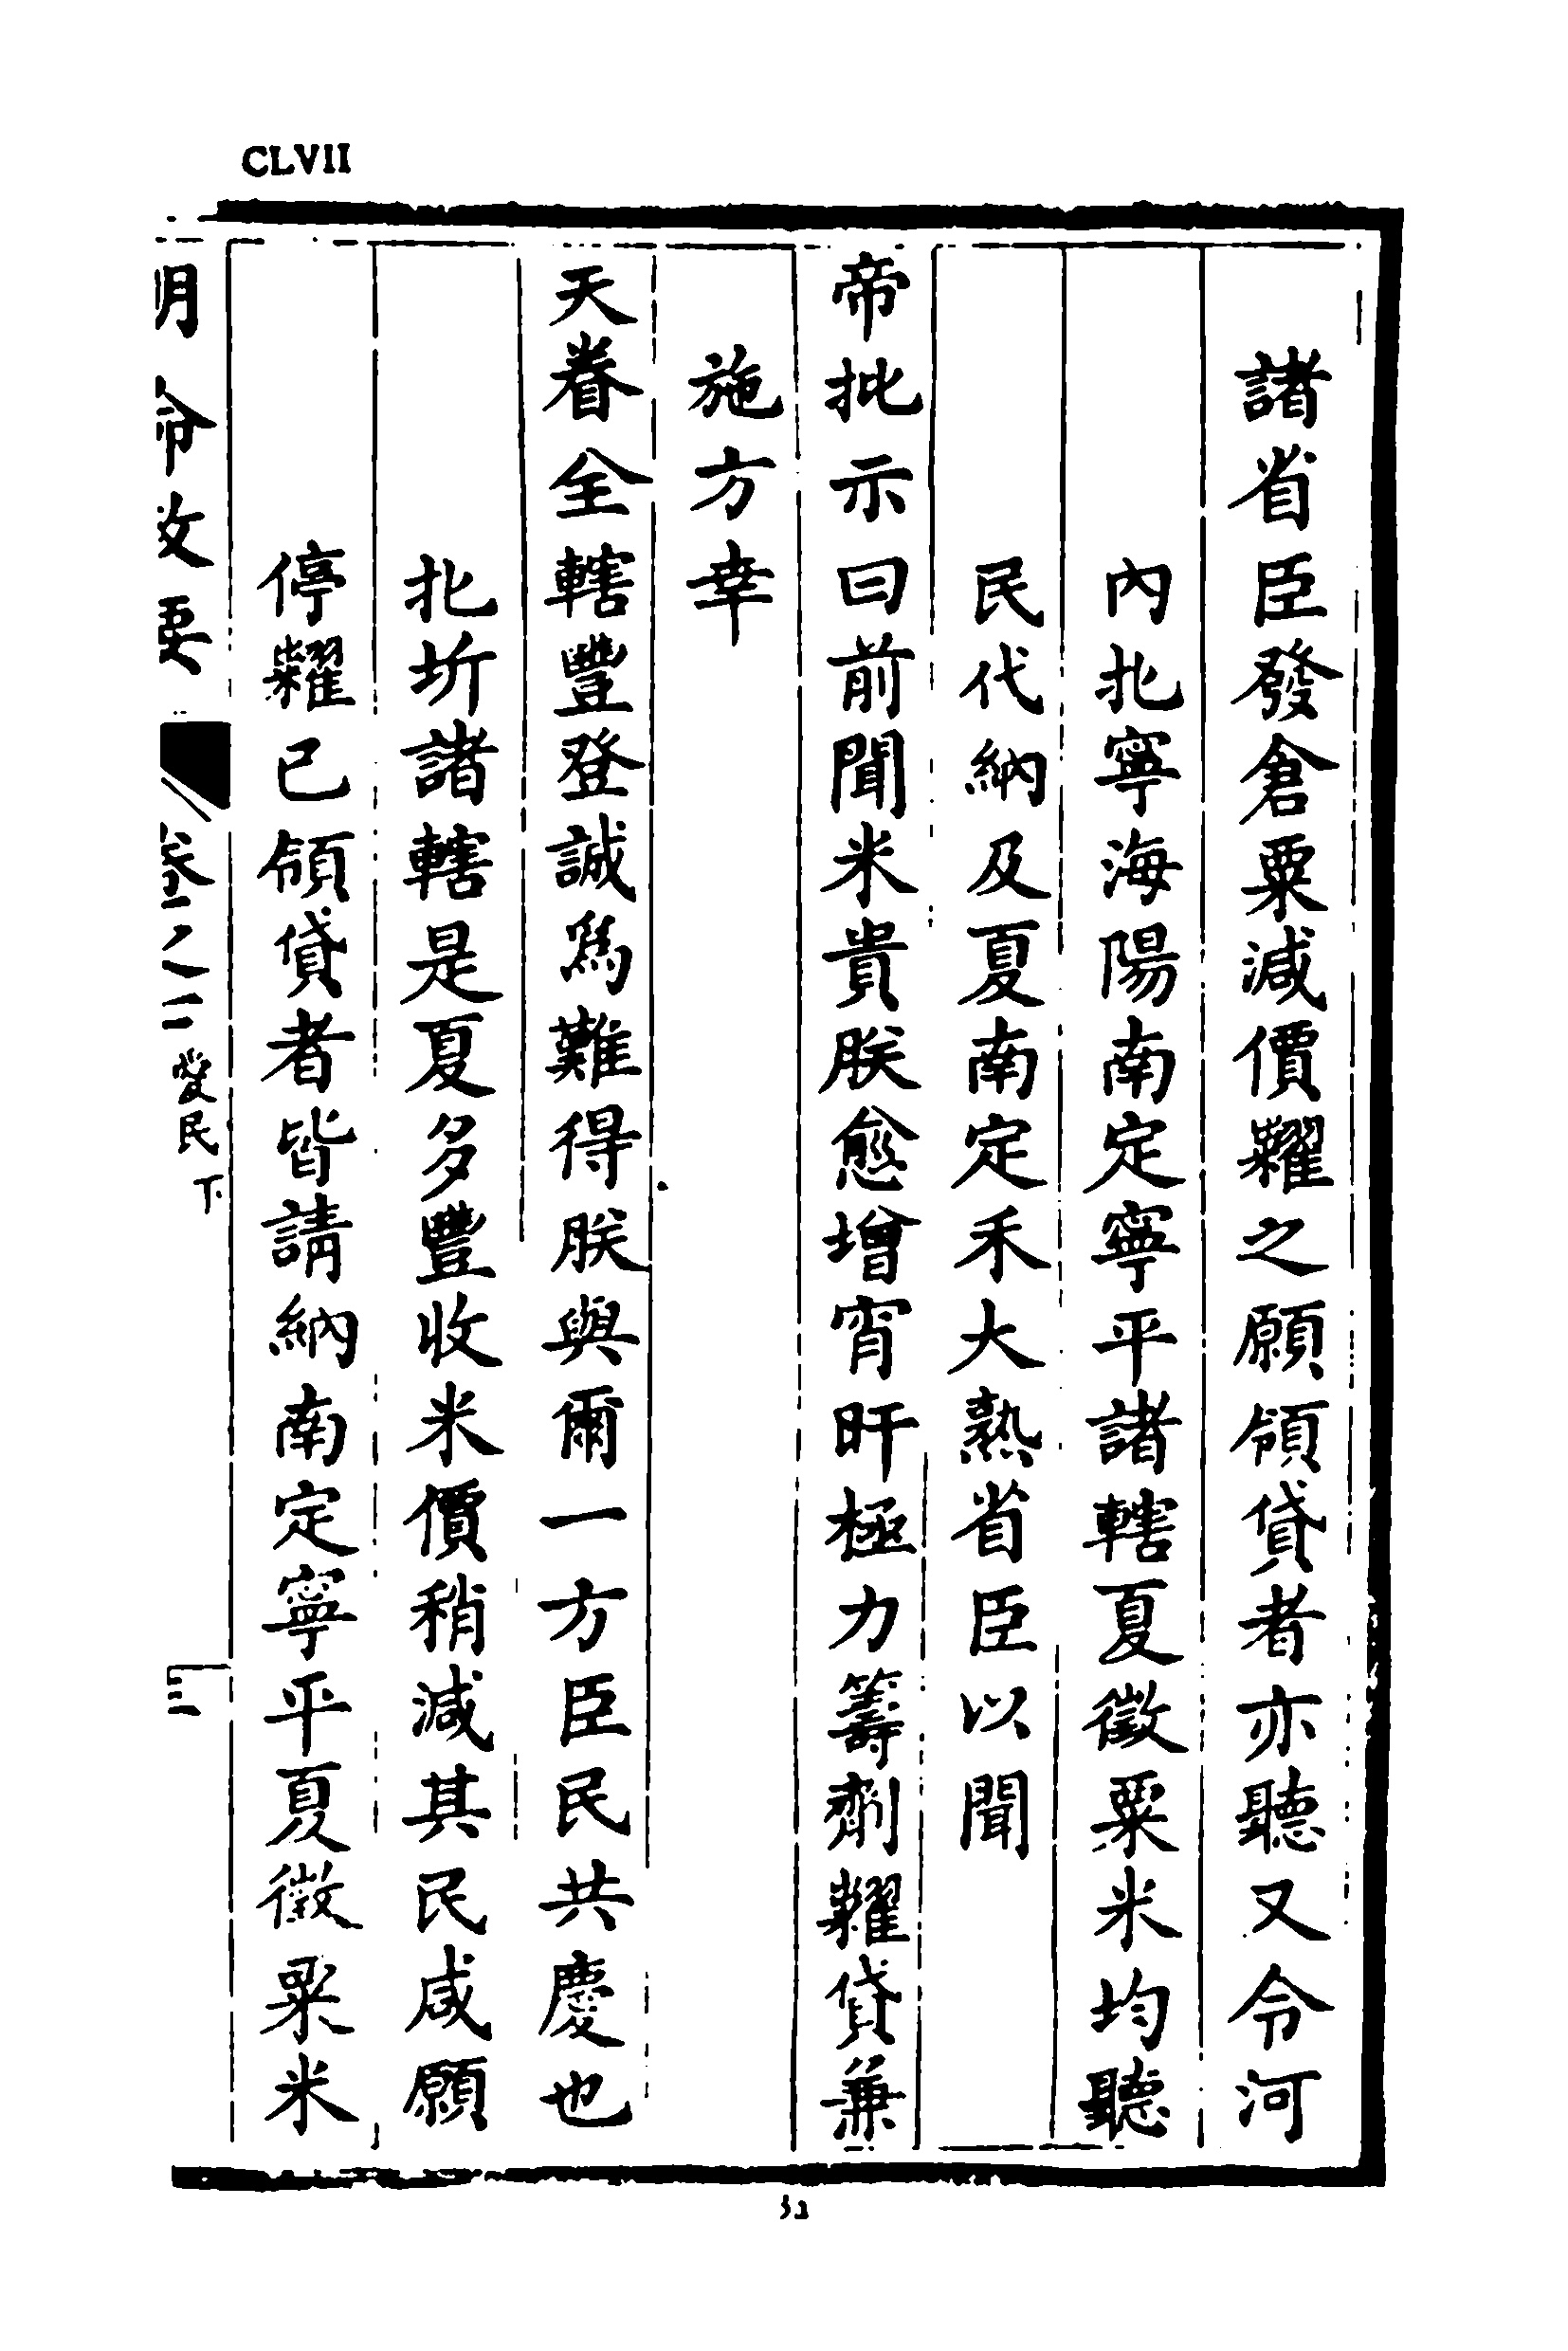 CLVII
諸省臣發倉粟減價糶之願領貸者亦聽又令河
內北寧海陽南定寧平諸轄夏徵粟米均聽
民代納及夏南定禾大熟省臣以聞
帝批示曰前聞米貴朕愈增宵旰極力籌劑糶貸兼
施方幸
天眷全轄豐登誠為難得朕與爾一方臣民共慶也
北圻諸轄是夏多豐收米價稍減其民咸願
停糶已領貸者皆請納南定寧平夏徵粟米
明命政要 卷之二 愛民下 三
52